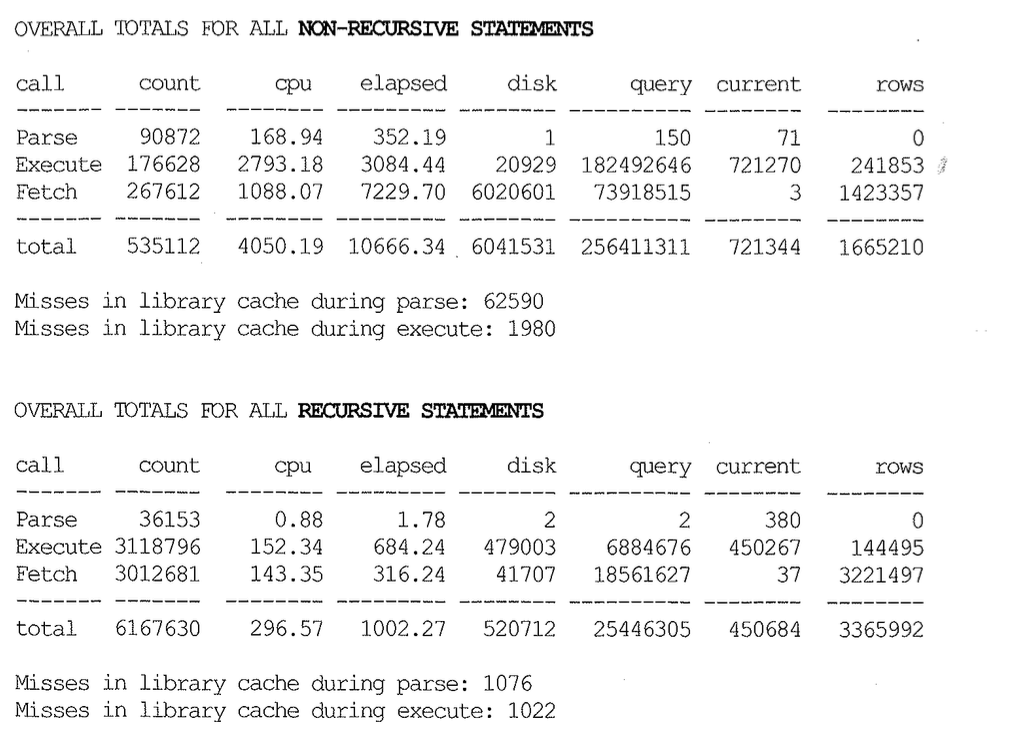 OVERALL TOTALS FOR ALL NON-RECURSIVE STATEMENTS
call count cpu elapsed disk query current rows
------- ------- -------- --------- -------- ---------- -------- --------
Parse 90872 168.94 352.19 1 150 71 0
Execute 176628 2793.18 3084.44 20929 182492646 721270 241853
Fetch 267612 1088.07 7229.70 6020601 73918515 3 1423357
------- ------- -------- --------- -------- ---------- -------- --------
total 535112 4050.19 10666.34 6041531 256411311 721344 1665210
Misses in library cache during parse: 62590
Misses in library cache during execute: 1980
OVERALL TOTALS FOR ALL RECURSIVE STATEMENTS
call count cpu elapsed disk query current rows
------- ------- -------- --------- -------- ---------- -------- --------
Parse 36153 0.88 1.78 2 2 380 0
Execute 3118796 152.34 684.24 479003 6884676 450267 144495
Fetch 3012681 143.35 316.24 41707 18561627 37 3221497
------- ------- -------- --------- -------- ---------- -------- --------
total 6167630 296.57 1002.27 520712 25446305 450684 3365992
Misses in library cache during parse: 1076
Misses in library cache during execute: 1022